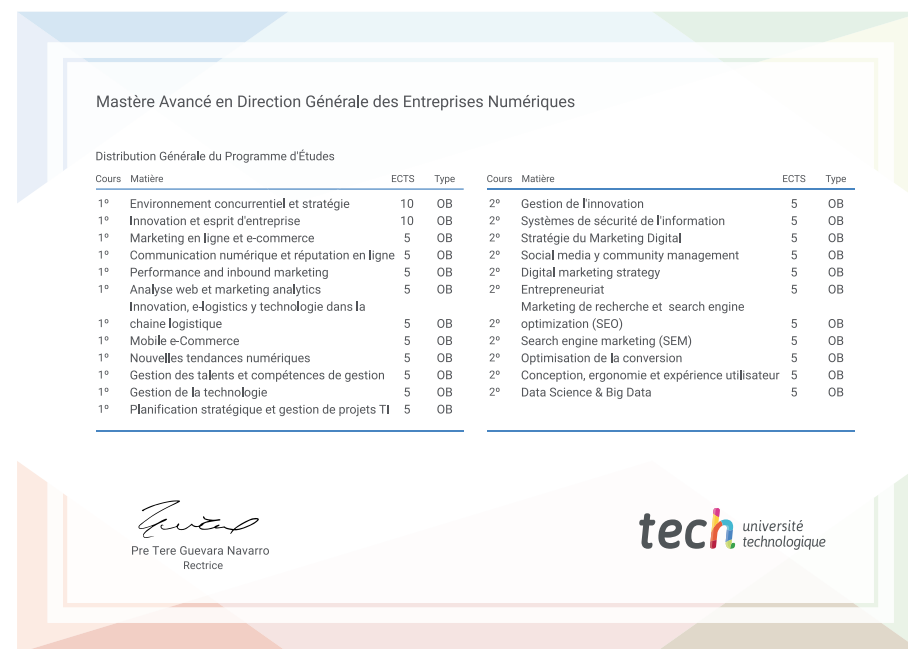 Mastère Avancé en Direction Générale des Entreprises Numériques
Distribution Générale du Programme d'Études
Cours Matière ECTS Type
1º Environnement concurrentiel et stratégie 10 OB
1º Innovation et esprit d'entreprise 10 OB
1º Marketing en ligne et e-commerce 5 OB
1º Communication numérique et réputation en ligne 5 OB
1º Performance and inbound marketing 5 OB
1º Analyse web et marketing analytics 5 OB
Innovation, e-logistics y technologie dans la
1º chaine logistique 5 OB
1º Mobile e-Commerce 5 OB
1º Nouvelles tendances numériques 5 OB
1º Gestion des talents et compétences de gestion 5 OB
1º Gestion de la technologie 5 OB
1º Planification stratégique et gestion de projets TI 5 OB
Cours Matière ECTS Type
2º Gestion de l'innovation 5 OB
2º Systèmes de sécurité de l'information 5 OB
2º Stratégie du Marketing Digital 5 OB
2º Social media y community management 5 OB
2º Digital marketing strategy 5 OB
2º Entrepreneuriat 5 OB
Marketing de recherche et search engine
2º optimization (SEO) 5 OB
2º Search engine marketing (SEM) 5 OB
2º Optimisation de la conversion 5 OB
2º Conception, ergonomie et expérience utilisateur 5 OB
2º Data Science & Big Data 5 OB
Pre Tere Guevara Navarro
Rectrice
tech université
technologique